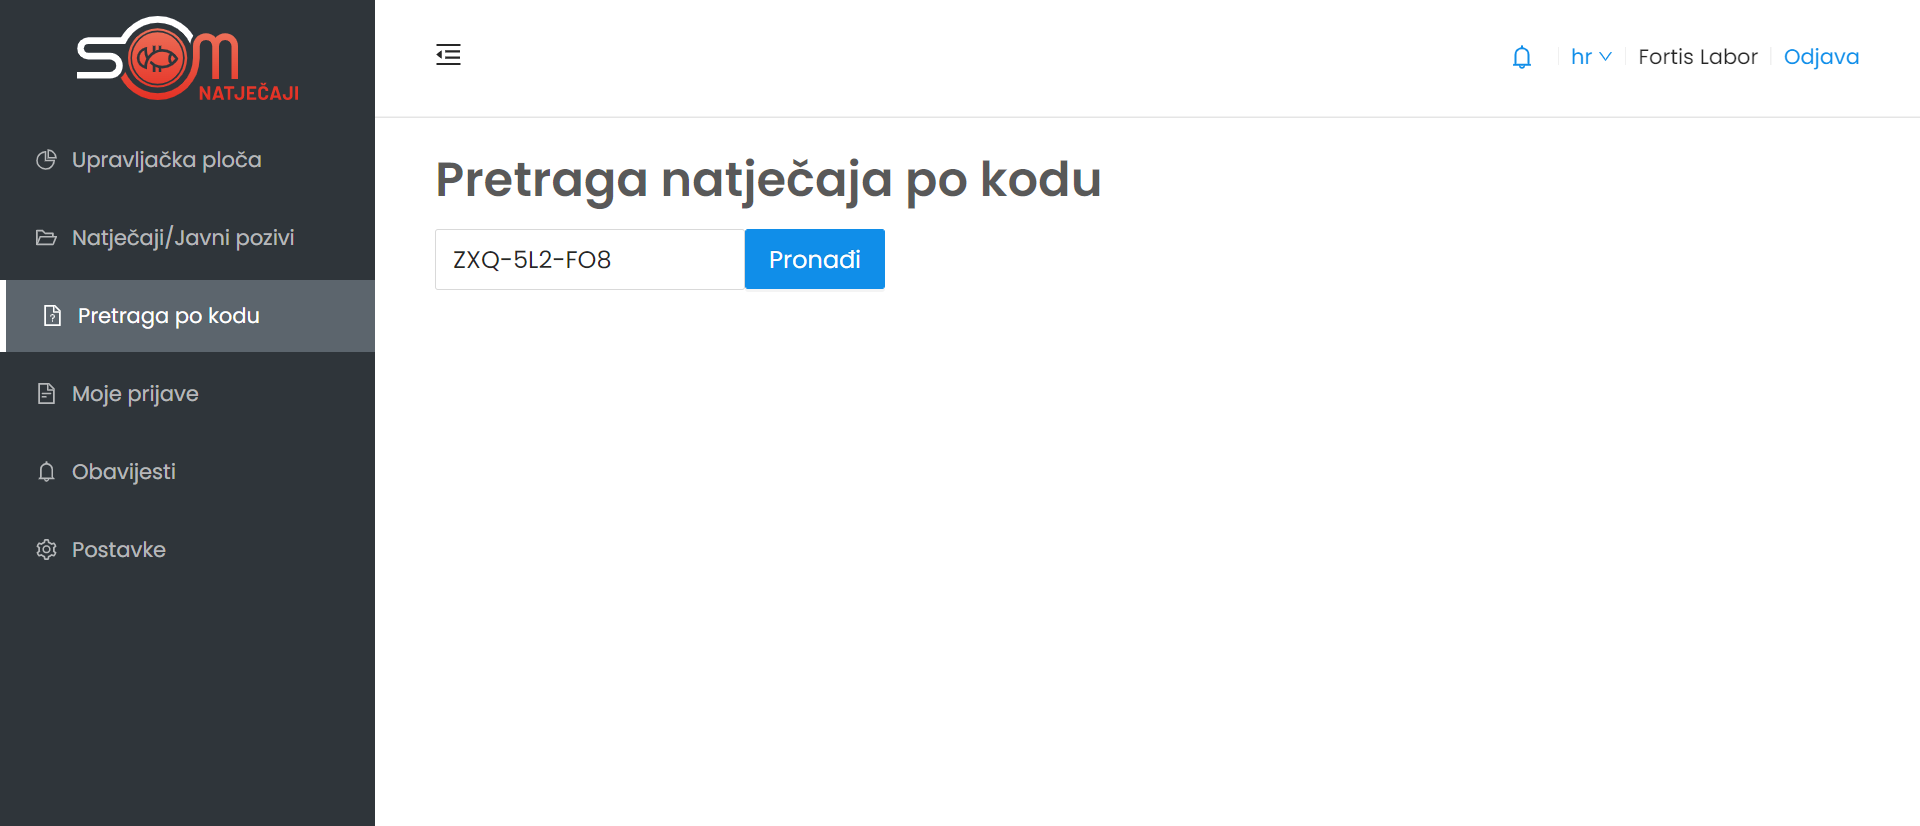 SOM
NATJEČAJI
Upravljačka ploča
Natječaji/Javni pozivi
Pretraga po kodu
Moje prijave
Obavijesti
Postavke
hr
Fortis Labor
Odjava
Pretraga natječaja po kodu
ZXQ-5L2-FO8
Pronađi